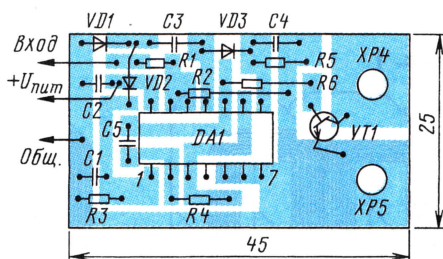 VD1 C3 VD3 C4
Вход
R1
R5
XP4
+Uпит
VD2
R2
R6
C2
C5
DA1
VT1
25
Общ.
C1
1
7
XP5
R3
R4
45